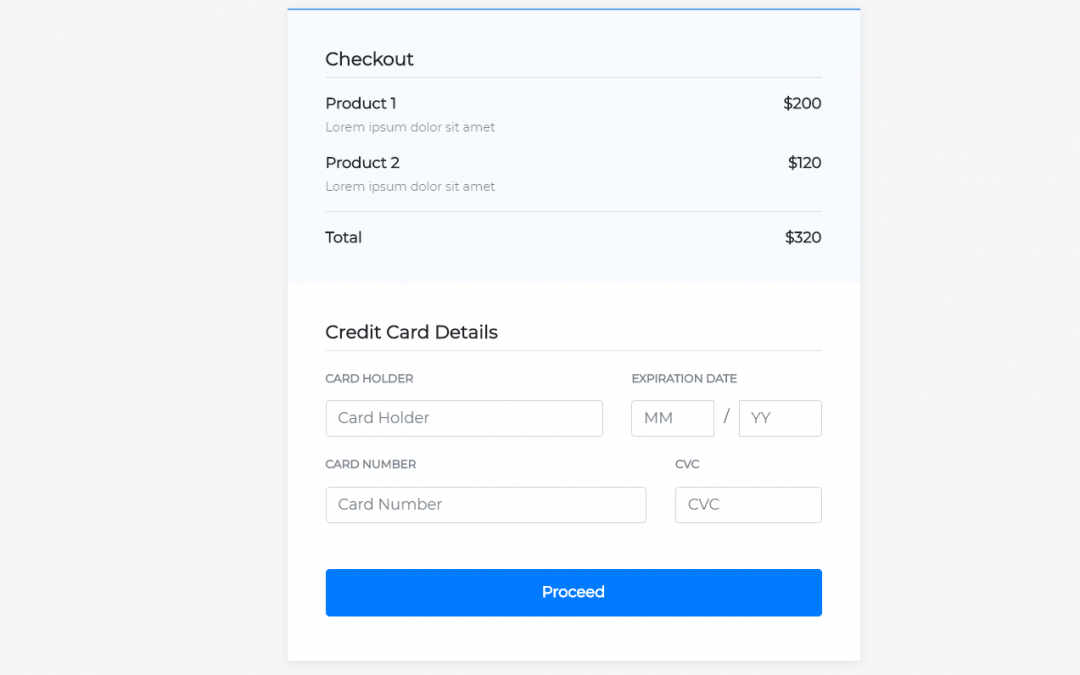 Checkout
Product 1 $200
Lorem ipsum dolor sit amet
Product 2 $120
Lorem ipsum dolor sit amet
Total $320
Credit Card Details
CARD HOLDER EXPIRATION DATE
Card Holder MM / YY
CARD NUMBER CVC
Card Number CVC
Proceed